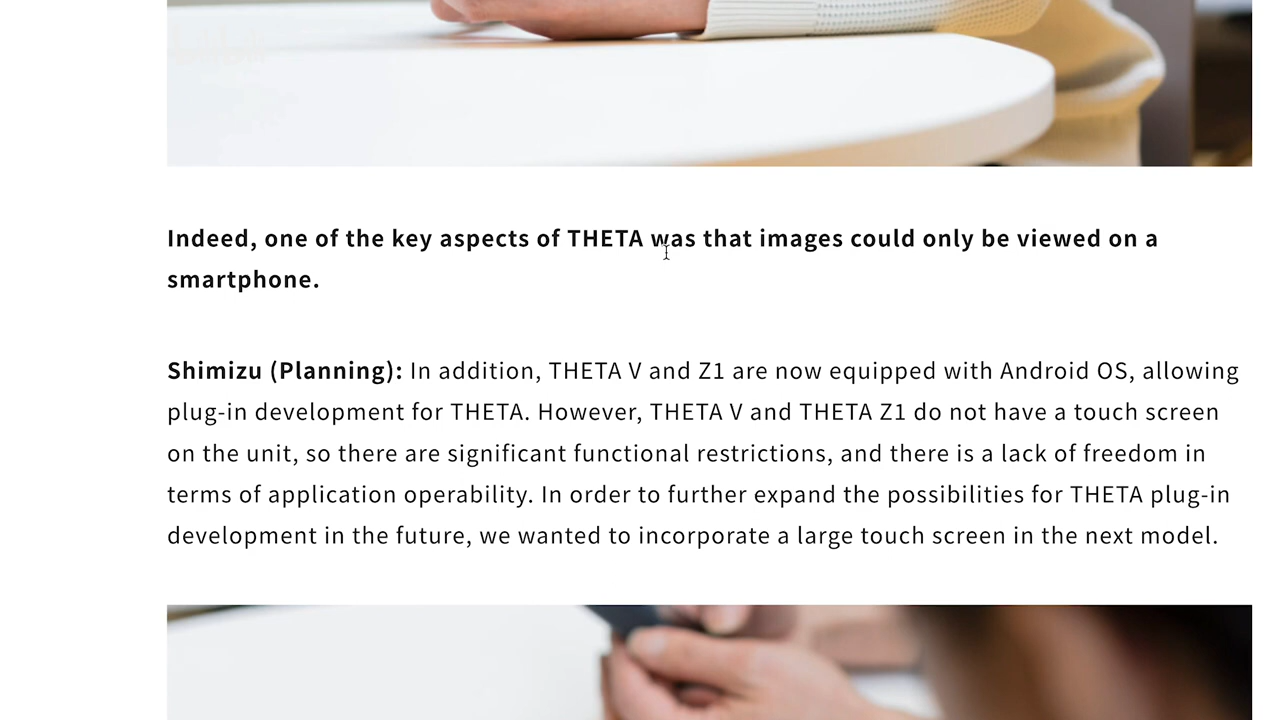 Indeed, one of the key aspects of THETA was that images could only be viewed on a
smartphone.
Shimizu (Planning): In addition, THETA V and Z1 are now equipped with Android OS, allowing
plug-in development for THETA. However, THETA V and THETA Z1 do not have a touch screen
on the unit, so there are significant functional restrictions, and there is a lack of freedom in
terms of application operability. In order to further expand the possibilities for THETA plug-in
development in the future, we wanted to incorporate a large touch screen in the next model.